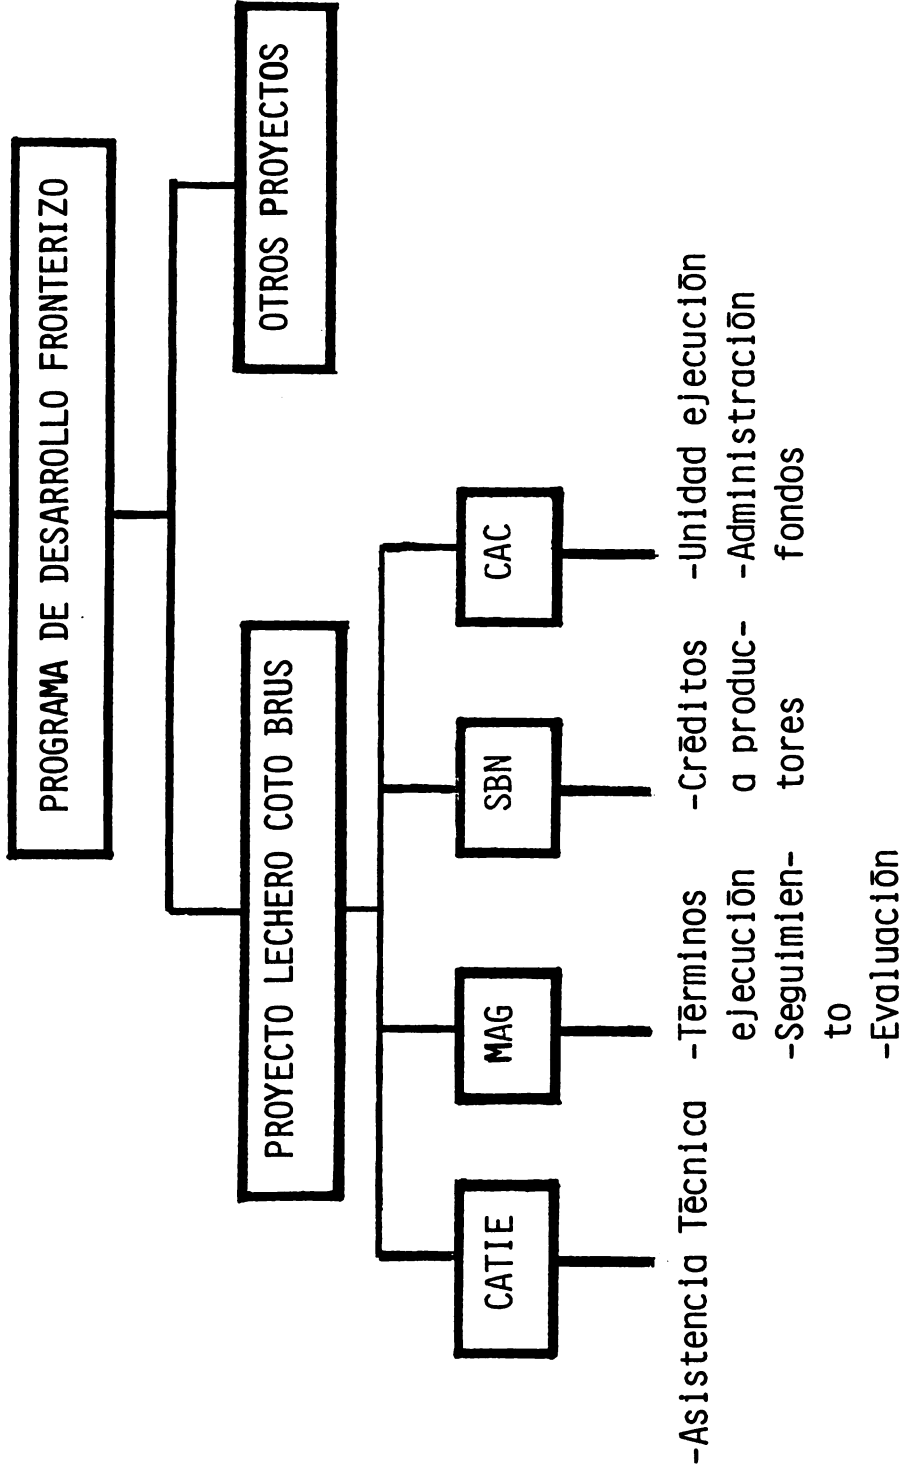 PROGRAMA DE DESARROLLO FRONTERIZO
PROYECTO LECHERO COTO BRUS
OTROS PROYECTOS
CATIE
MAG
SBN
CAC
-Asistencia Técnica
-Términos
ejecución
-Seguimien-
to
-Evaluación
-Créditos
a produc-
tores
-Unidad ejecución
-Administración
fondos